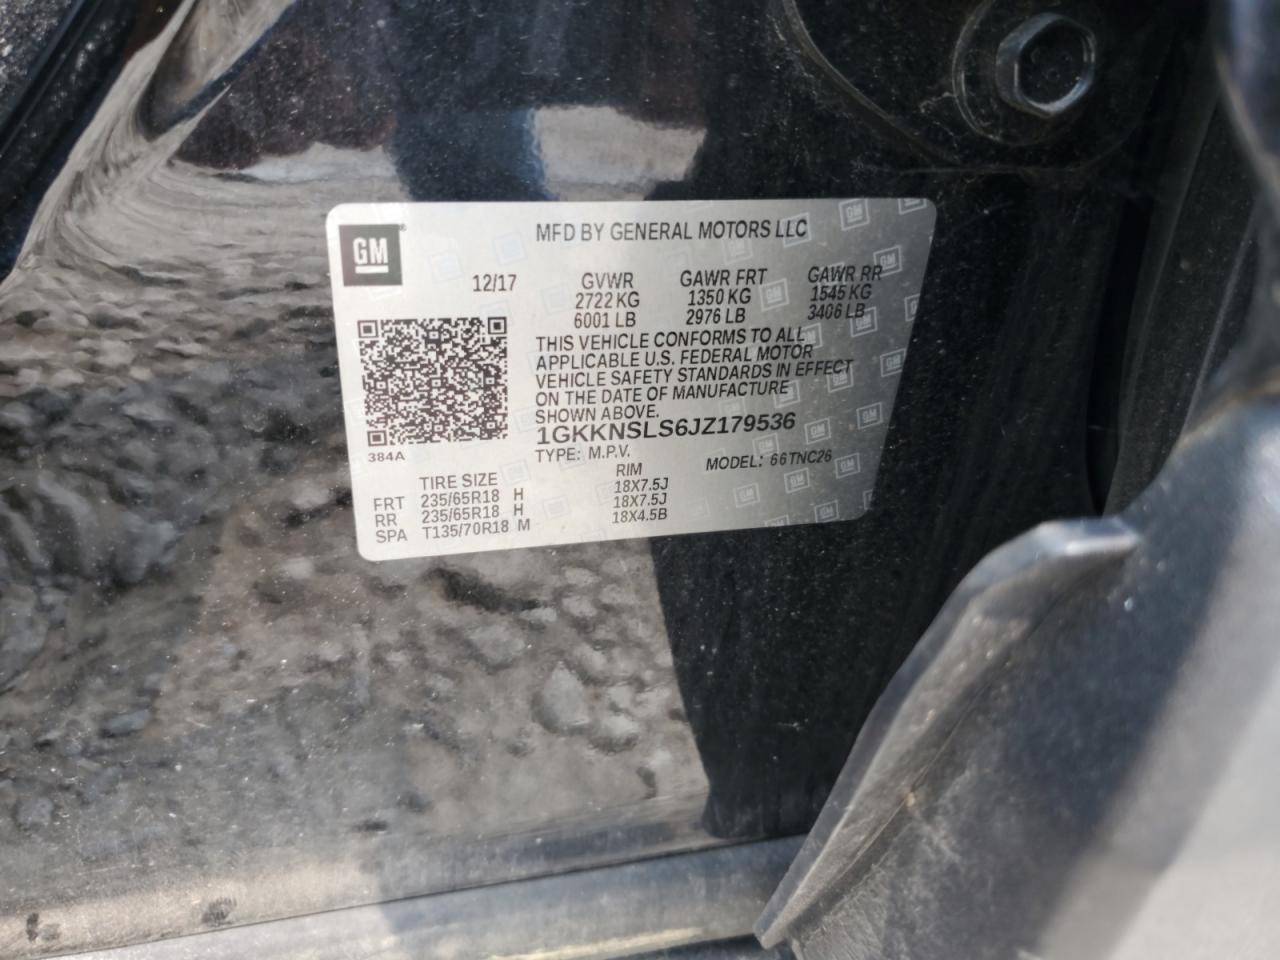 GM
MFD BY GENERAL MOTORS LLC
12/17 GVWR GAWR FRT GAWR RR
2722 KG 1350 KG 1545 KG
6001 LB 2976 LB 3406 LB
THIS VEHICLE CONFORMS TO ALL
APPLICABLE U.S. FEDERAL MOTOR
VEHICLE SAFETY STANDARDS IN EFFECT
ON THE DATE OF MANUFACTURE
SHOWN ABOVE.
1GKKNSLS6JZ179536
384A
TYPE: M.P.V. MODEL: 66TNC26
TIRE SIZE RIM
FRT 235/65R18 H 18X7.5J
RR 235/65R18 H 18X7.5J
SPA T135/70R18 M 18X4.5B